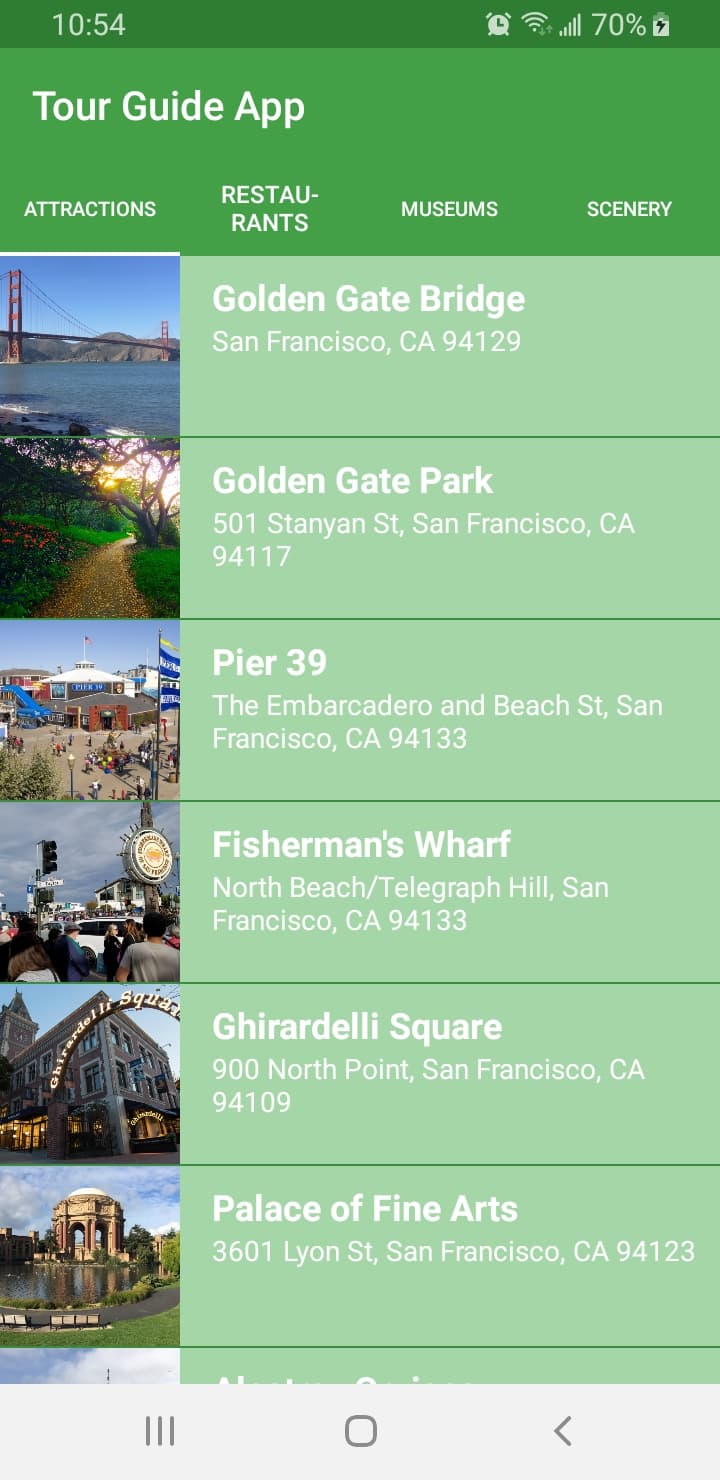 10:54
70%
Tour Guide App
ATTRACTIONS
RESTAU-
RANTS
MUSEUMS
SCENERY
Golden Gate Bridge
San Francisco, CA 94129
Golden Gate Park
501 Stanyan St, San Francisco, CA
94117
PIER 39
Pier 39
The Embarcadero and Beach St, San
Francisco, CA 94133
Fisherman's Wharf
North Beach/Telegraph Hill, San
Francisco, CA 94133
Ghirardelli Square
Ghirardelli
Ghirardelli Square
900 North Point, San Francisco, CA
94109
Palace of Fine Arts
3601 Lyon St, San Francisco, CA 94123